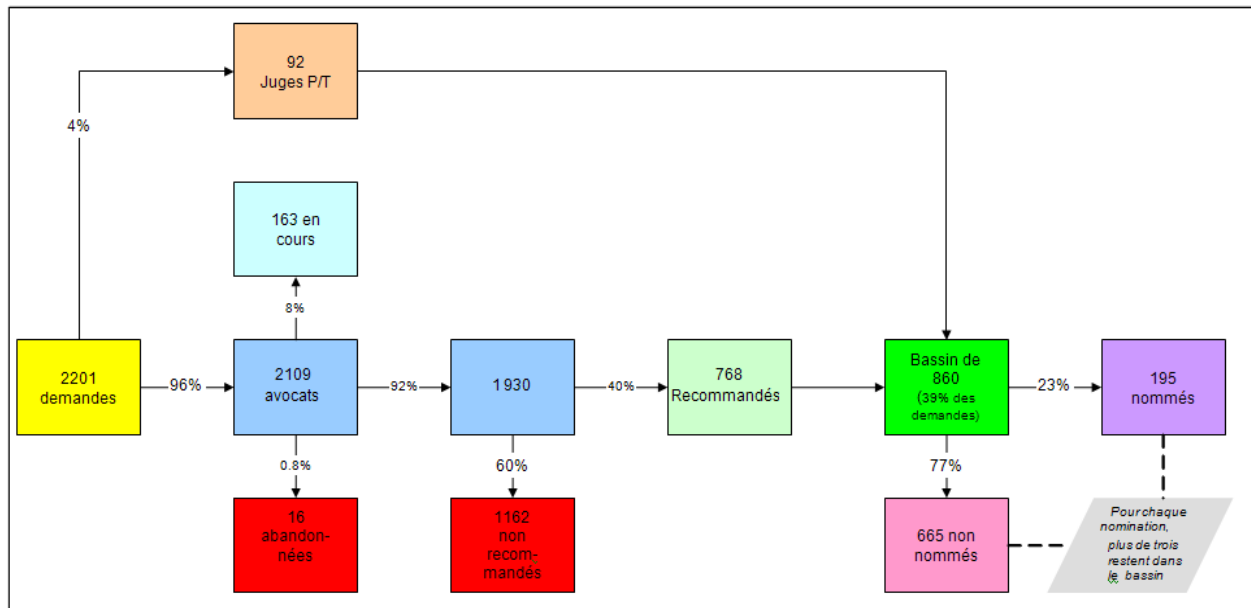 92
Juges P/T
4%
163 en
cours
8%
2201
demandes
96%
2109
avocats
92%
1 930
40%
768
Recommandés
Bassin de
860
(39% des
demandes)
23%
195
nommés
0.8%
60%
77%
16
abandon-
nées
1162
non
recom-
mandés
665 non
nommés
Pour chaque
nomination,
plus de trois
restent dans
le bassin